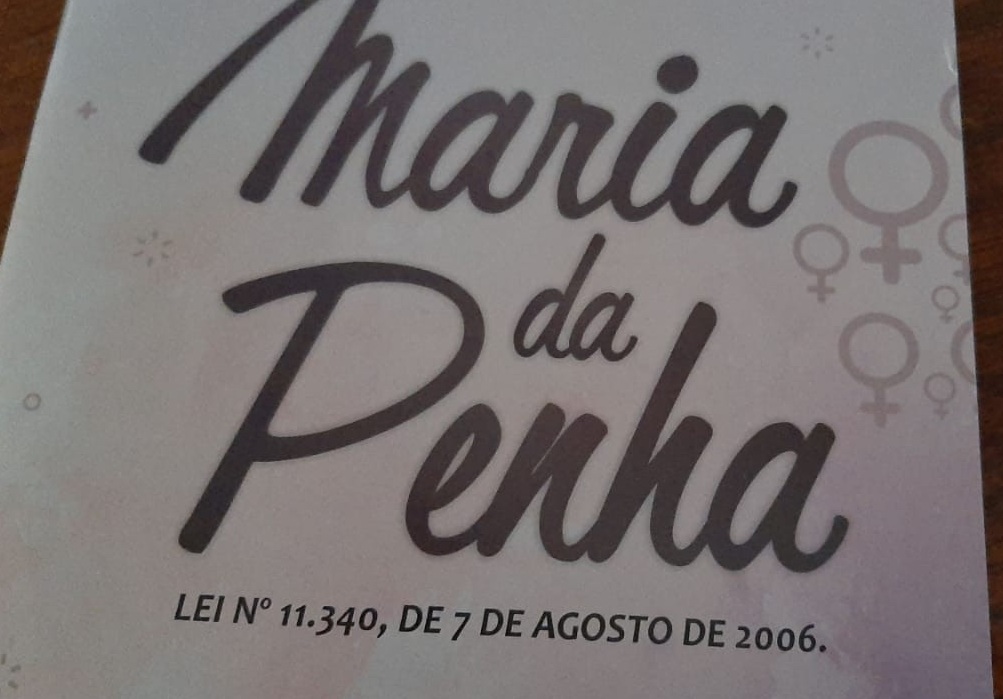 Maria
da
Penha
LEI Nº 11.340, DE 7 DE AGOSTO DE 2006.